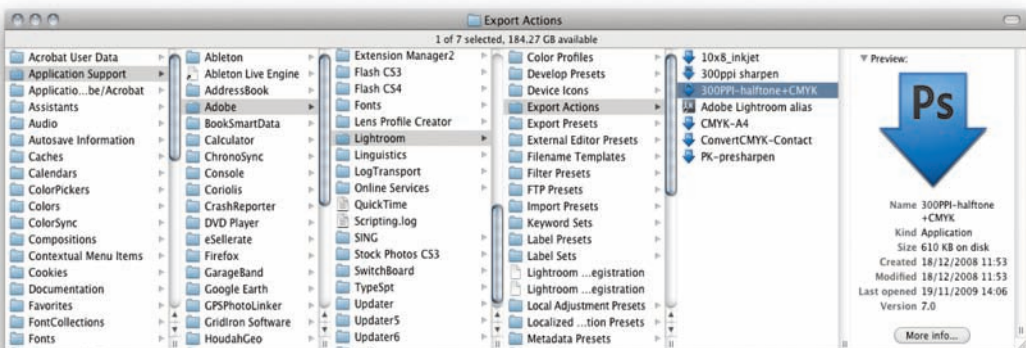 Export Actions
1 of 7 selected, 184.27 GB available
Acrobat User Data
Application Support
Applicatio...be/Acrobat
Assistants
Audio
Autosave Information
Caches
Calendars
ColorPickers
Colors
ColorSync
Compositions
Contextual Menu Items
Cookies
Documentation
Favorites
FontCollections
Fonts
Ableton
Ableton Live Engine
AddressBook
Adobe
BookSmartData
Calculator
ChronoSync
Console
Coriolis
CrashReporter
DVD Player
eSellerate
Firefox
GarageBand
Google Earth
GPSPhotoLinker
GridIron Software
HoudahGeo
Extension Manager2
Flash CS3
Flash CS4
Fonts
Lens Profile Creator
Lightroom
Linguistics
LogTransport
Online Services
QuickTime
Scripting.log
SING
Stock Photos CS3
SwitchBoard
TypeSpt
Updater
Updater5
Updater6
Color Profiles
Develop Presets
Device Icons
Export Actions
Export Presets
External Editor Presets
Filename Templates
Filter Presets
FTP Presets
Import Presets
Keyword Sets
Label Presets
Label Sets
Lightroom ...egistration
Lightroom ...egistration
Local Adjustment Presets
Localized ...tion Presets
Metadata Presets
10x8_inkjet
300ppi sharpen
300PPI-halftone+CMYK
Adobe Lightroom alias
CMYK-A4
ConvertCMYK-Contact
PK-presharpen
Preview:
Ps
Name 300PPI-halftone
+CMYK
Kind Application
Size 610 KB on disk
Created 18/12/2008 11:53
Modified 18/12/2008 11:53
Last opened 19/11/2009 14:06
Version 7.0
More info...